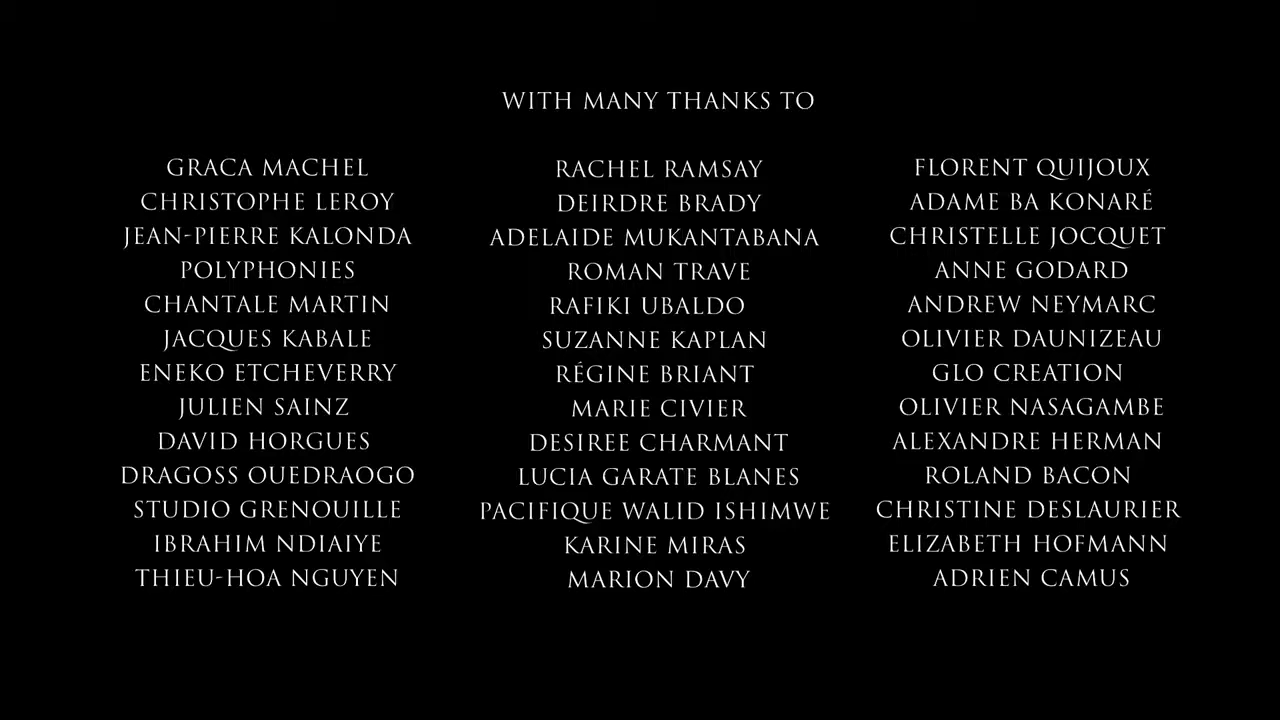 WITH MANY THANKS TO
GRACA MACHEL
CHRISTOPHE LEROY
JEAN-PIERRE KALONDA
POLYPHONIES
CHANTALE MARTIN
JACQUES KABALE
ENEKO ETCHEVERRY
JULIEN SAINZ
DAVID HORGUES
DRAGOSS OUEDRAOGO
STUDIO GRENOUILLE
IBRAHIM NDIAIYE
THIEU-HOA NGUYEN
RACHEL RAMSAY
DEIRDRE BRADY
ADELAIDE MUKANTABANA
ROMAN TRAVE
RAFIKI UBALDO
SUZANNE KAPLAN
RÉGINE BRIANT
MARIE CIVIER
DESIREE CHARMANT
LUCIA GARATE BLANES
PACIFIQUE WALID ISHIMWE
KARINE MIRAS
MARION DAVY
FLORENT QUIJOUX
ADAME BA KONARÉ
CHRISTELLE JOCQUET
ANNE GODARD
ANDREW NEYMARC
OLIVIER DAUNIZEAU
GLO CREATION
OLIVIER NASAGAMBE
ALEXANDRE HERMAN
ROLAND BACON
CHRISTINE DESLAURIER
ELIZABETH HOFMANN
ADRIEN CAMUS